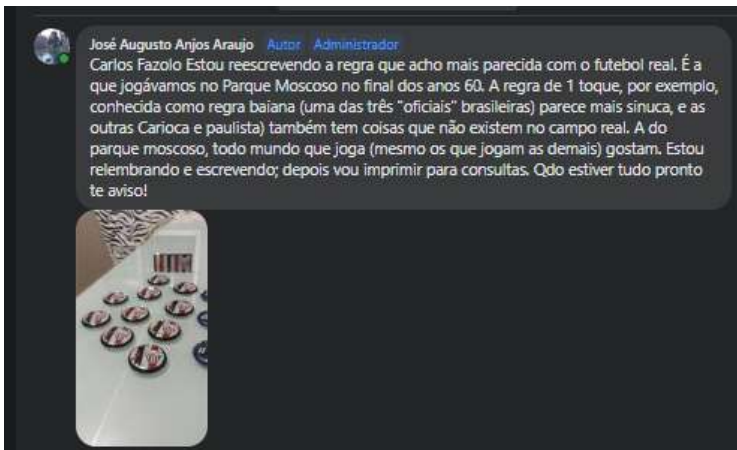 José Augusto Anjos Araujo Autor Administrador
Carlos Fazolo Estou reescrevendo a regra que acho mais parecida com o futebol real. É a
que jogávamos no Parque Moscoso no final dos anos 60. A regra de 1 toque, por exemplo,
conhecida como regra baiana (uma das três "oficiais" brasileiras) parece mais sinuca, e as
outras Carioca e paulista) também tem coisas que não existem no campo real. A do
parque moscoso, todo mundo que joga (mesmo os que jogam as demais) gostam. Estou
relembrando e escrevendo; depois vou imprimir para consultas. Qdo estiver tudo pronto
te aviso!